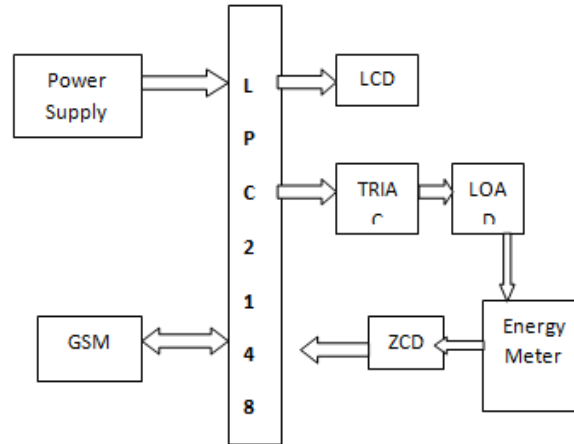 Power
Supply
L
P
C
2
1
4
8
LCD
TRIA
C
LOA
D
GSM
ZCD
Energy
Meter